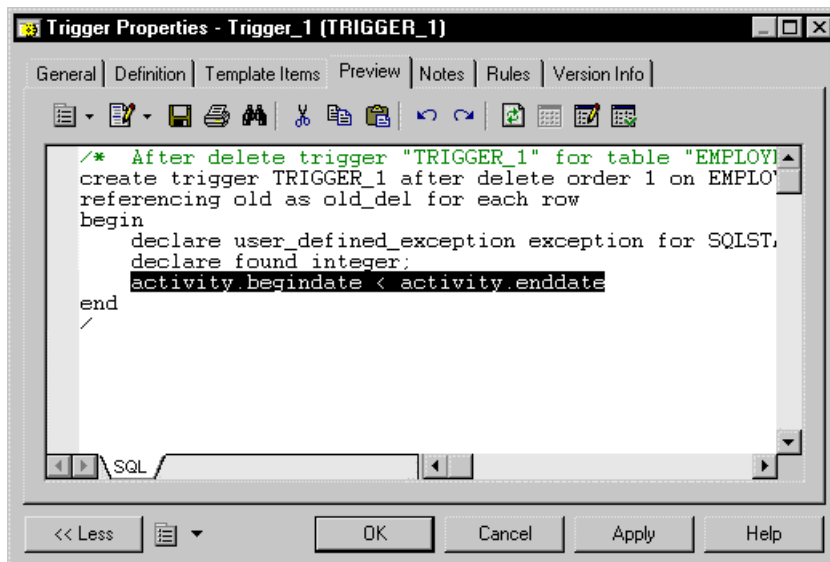 Trigger Properties - Trigger_1 (TRIGGER_1)
General Definition Template Items Preview Notes Rules Version Info
/* After delete trigger "TRIGGER_1" for table "EMPLOY
create trigger TRIGGER_1 after delete order 1 on EMPLO
referencing old as old_del for each row
begin
declare user_defined_exception exception for SQLST
declare found integer;
activity.begindate < activity.enddate
end
/
SQL
<< Less OK Cancel Apply Help